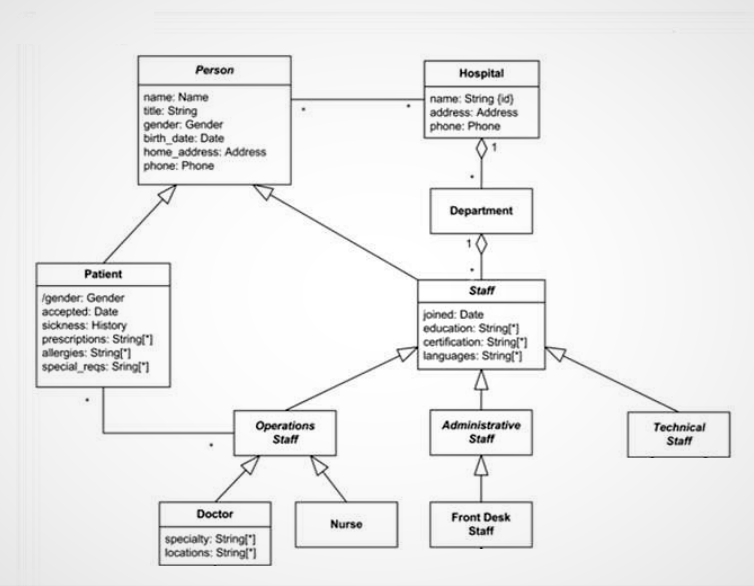 Person
name: Name
title: String
gender: Gender
birth_date: Date
home_address: Address
phone: Phone
*
*
Hospital
name: String {id}
address: Address
phone: Phone
1
*
Department
1
*
Patient
/gender: Gender
accepted: Date
sickness: History
prescriptions: String[*]
allergies: String[*]
special_reqs: Sring[*]
*
*
Staff
joined: Date
education: String[*]
certification: String[*]
languages: String[*]
Operations
Staff
Administrative
Staff
Technical
Staff
Doctor
specialty: String[*]
locations: String[*]
Nurse
Front Desk
Staff